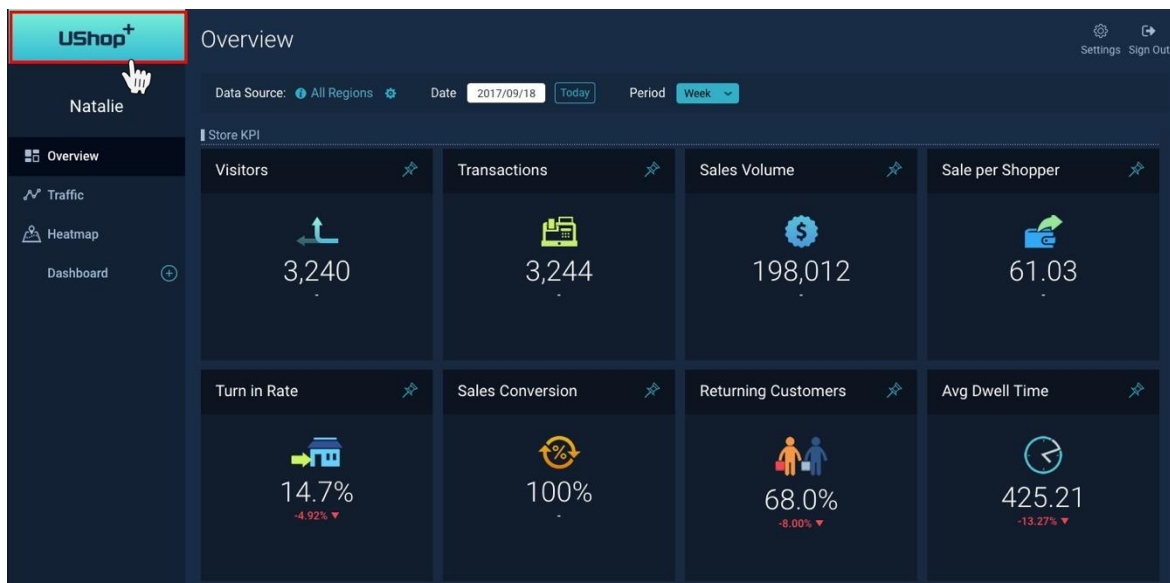 UShop+
Overview
Settings Sign Out
Natalie
Data Source: All Regions Date 2017/09/18 Today Period Week
Store KPI
Overview
Traffic
Heatmap
Dashboard
Visitors
3,240
-
Transactions
3,244
-
Sales Volume
$
198,012
-
Sale per Shopper
61.03
-
Turn in Rate
14.7%
-4.92% ▼
Sales Conversion
%
100%
-
Returning Customers
68.0%
-8.00% ▼
Avg Dwell Time
425.21
-13.27% ▼